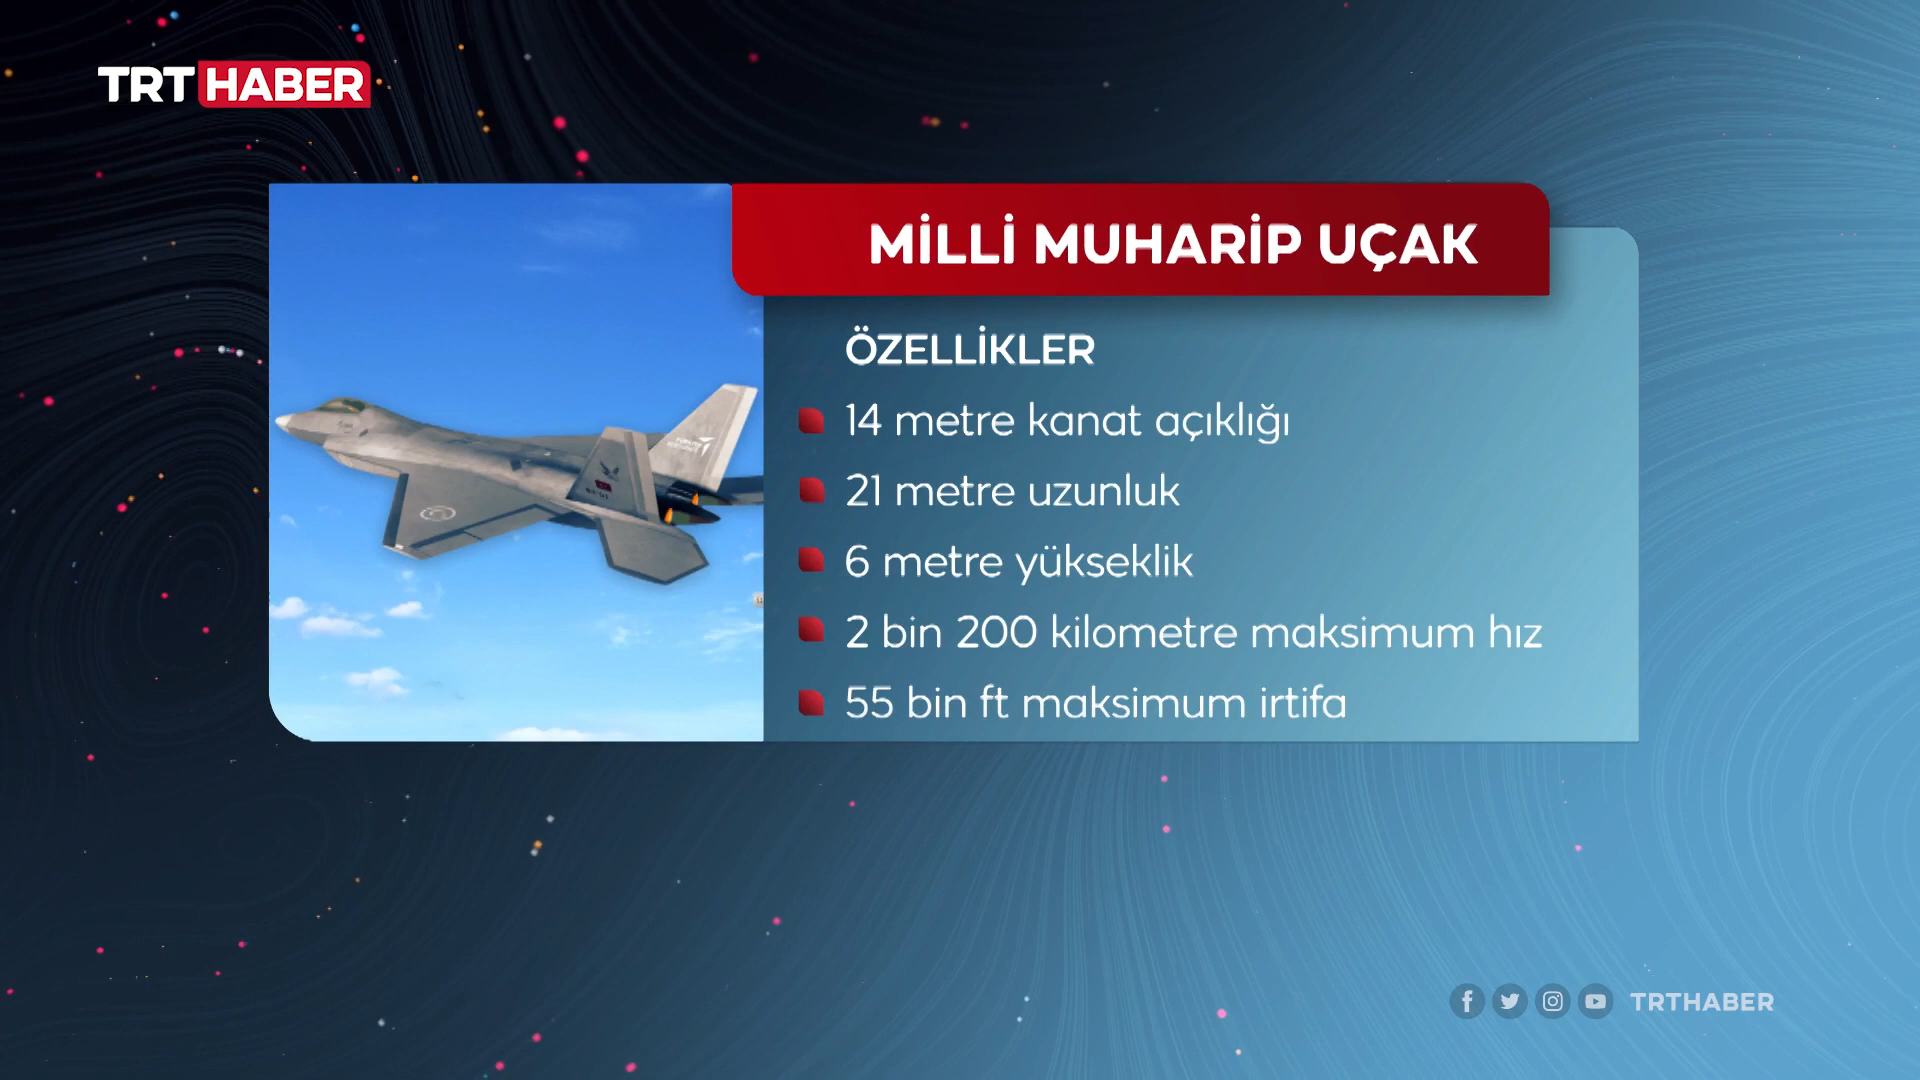 TRT HABER
MİLLİ MUHARİP UÇAK
ÖZELLİKLER
14 metre kanat açıklığı
21 metre uzunluk
6 metre yükseklik
2 bin 200 kilometre maksimum hız
55 bin ft maksimum irtifa
TRTHABER